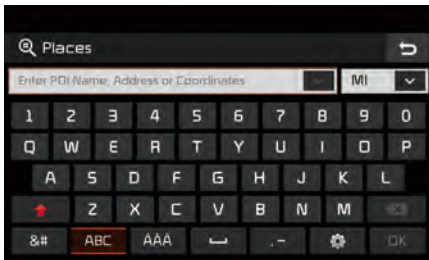 Places
Enter POI Name, Address or Coordinates MI
1 2 3 4 5 6 7 8 9 0
Q W E R T Y U I O P
A S D F G H J K L
Z X C V B N M
&# ABC ÀÁÂ .- OK